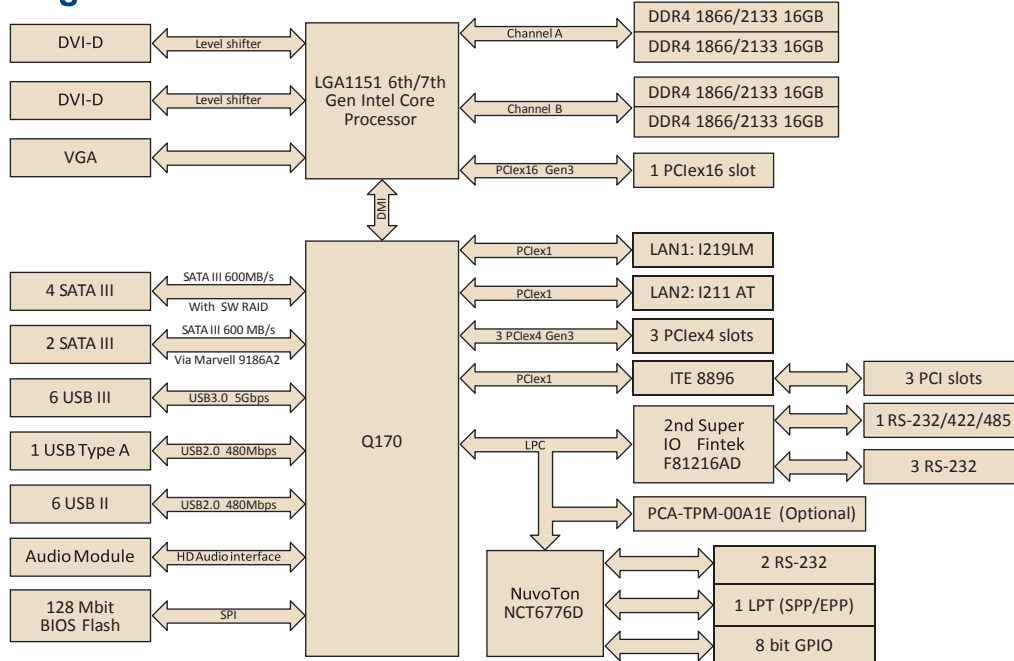 DVI-D
Level shifter
DVI-D
Level shifter
VGA
LGA1151 6th/7th
Gen Intel Core
Processor
Channel A
DDR4 1866/2133 16GB
DDR4 1866/2133 16GB
Channel B
DDR4 1866/2133 16GB
DDR4 1866/2133 16GB
PCIex16 Gen3
1 PCIex16 slot
DMI
4 SATA III
SATA III 600MB/s
With SW RAID
2 SATA III
SATA III 600 MB/s
Via Marvell 9186A2
6 USB III
USB3.0 5Gbps
1 USB Type A
USB2.0 480Mbps
6 USB II
USB2.0 480Mbps
Audio Module
HD Audio interface
128 Mbit
BIOS Flash
SPI
Q170
PCIex1
LAN1: I219LM
PCIex1
LAN2: I211 AT
3 PCIex4 Gen3
3 PCIex4 slots
PCIex1
ITE 8896
3 PCI slots
LPC
2nd Super
IO Fintek
F81216AD
1 RS-232/422/485
3 RS-232
PCA-TPM-00A1E (Optional)
NuvoTon
NCT6776D
2 RS-232
1 LPT (SPP/EPP)
8 bit GPIO